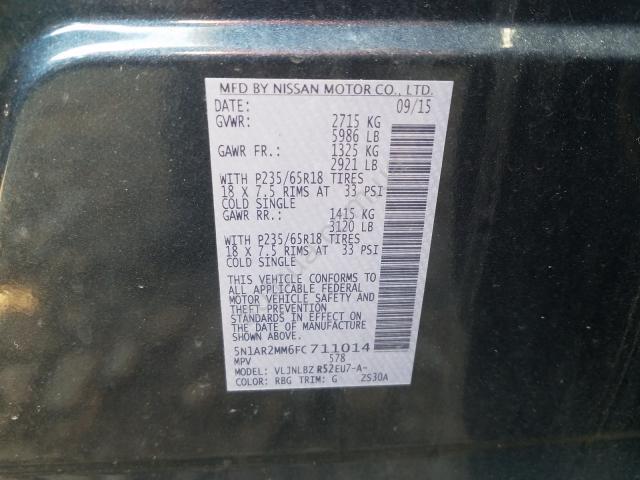 MFD BY NISSAN MOTOR CO., LTD.
DATE: 09/15
GVWR: 2715 KG
5986 LB
GAWR FR.: 1325 KG
2921 LB
WITH P235/65R18 TIRES
18 X 7.5 RIMS AT 33 PSI
COLD SINGLE
GAWR RR.: 1415 KG
3120 LB
WITH P235/65R18 TIRES
18 X 7.5 RIMS AT 33 PSI
COLD SINGLE
THIS VEHICLE CONFORMS TO
ALL APPLICABLE FEDERAL
MOTOR VEHICLE SAFETY AND
THEFT PREVENTION
STANDARDS IN EFFECT ON
THE DATE OF MANUFACTURE
SHOWN ABOVE.
5N1AR2MM6FC711014
MPV 578
MODEL: VLJNLBZ R52EU7-A-
COLOR: RBG TRIM: G ZS30A